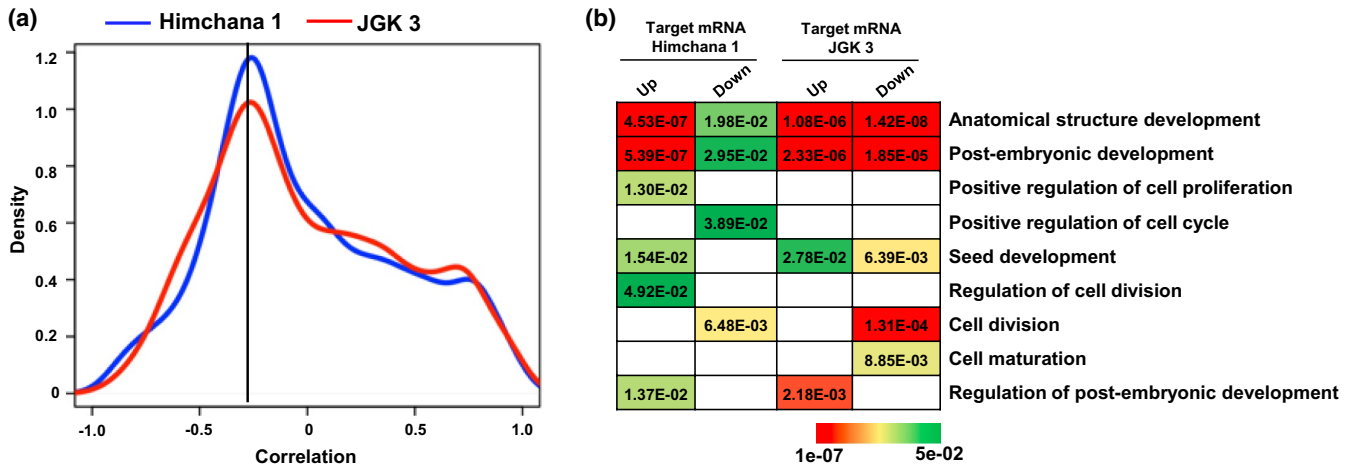 (a)
Himchana 1
JGK 3
Density
1.2
1.0
0.8
0.6
0.4
0.2
0
-1.0
-0.5
0
0.5
1.0
Correlation
(b)
Target mRNA Target mRNA
Himchana 1 JGK 3
Up Down Up Down
4.53E-07 1.98E-02 1.08E-06 1.42E-08 Anatomical structure development
5.39E-07 2.95E-02 2.33E-06 1.85E-05 Post-embryonic development
1.30E-02 Positive regulation of cell proliferation
3.89E-02 Positive regulation of cell cycle
1.54E-02 2.78E-02 6.39E-03 Seed development
4.92E-02 Regulation of cell division
6.48E-03 1.31E-04 Cell division
8.85E-03 Cell maturation
1.37E-02 2.18E-03 Regulation of post-embryonic development
1e-07 5e-02